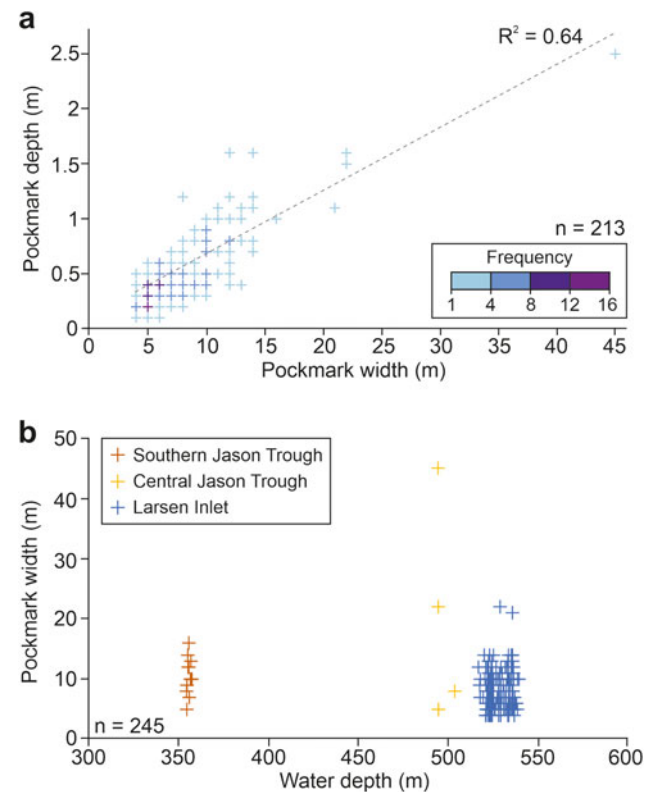 a
R² = 0.64
2.5
2
1.5
1
0.5
0
Pockmark depth (m)
n = 213
Frequency
1 4 8 12 16
0 5 10 15 20 25 30 35 40 45
Pockmark width (m)
b
50
40
30
20
10
0
Pockmark width (m)
Southern Jason Trough
Central Jason Trough
Larsen Inlet
n = 245
300 350 400 450 500 550 600
Water depth (m)